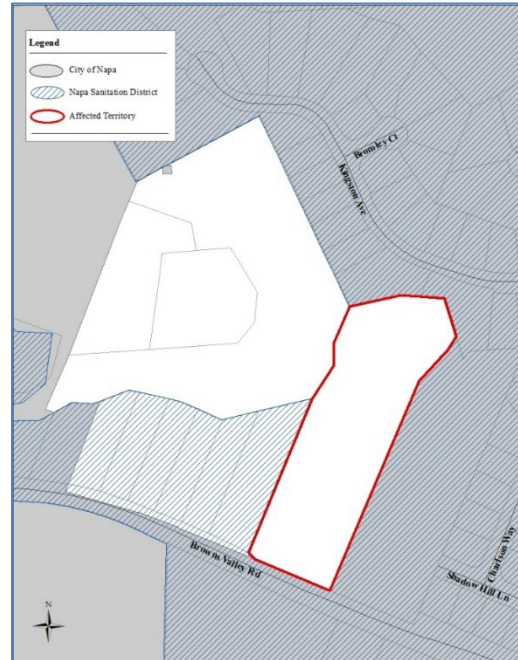 Legend
City of Napa
Napa Sanitation District
Affected Territory
Bromley Ct
Kingston Ave
Browns Valley Rd
Charlson Way
Shadow Hill Ln
N